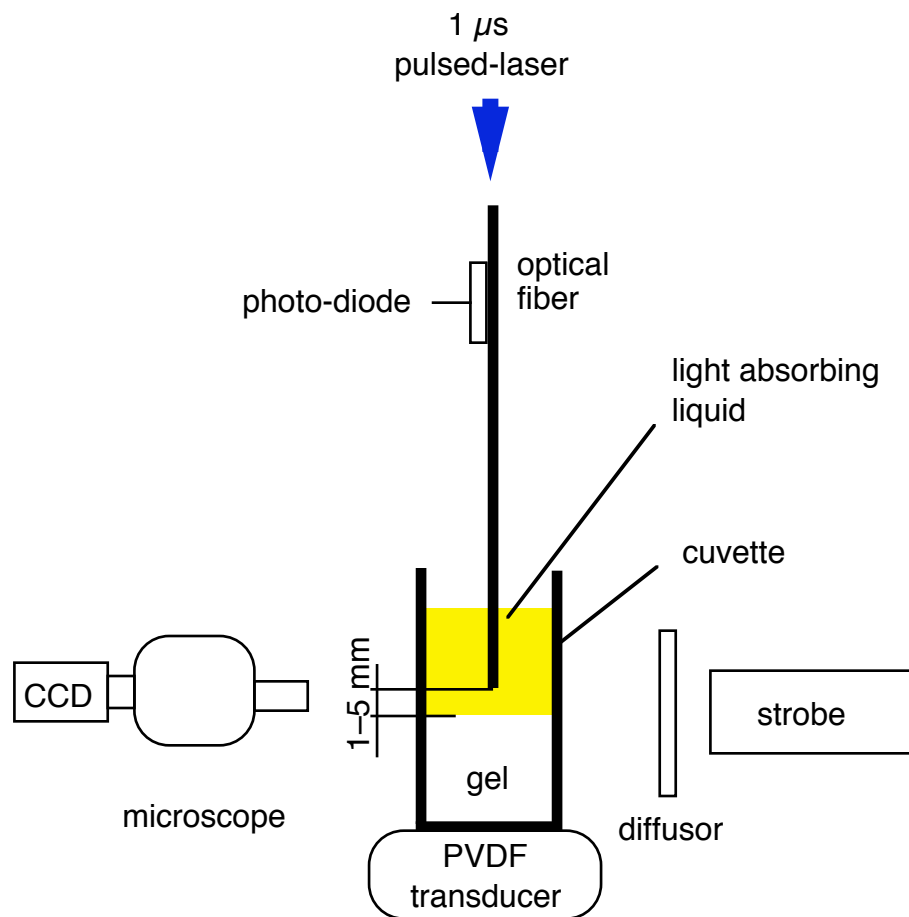 1 µs
pulsed-laser
optical
fiber
photo-diode
light absorbing
liquid
cuvette
1–5 mm
CCD
strobe
gel
microscope
diffusor
PVDF
transducer